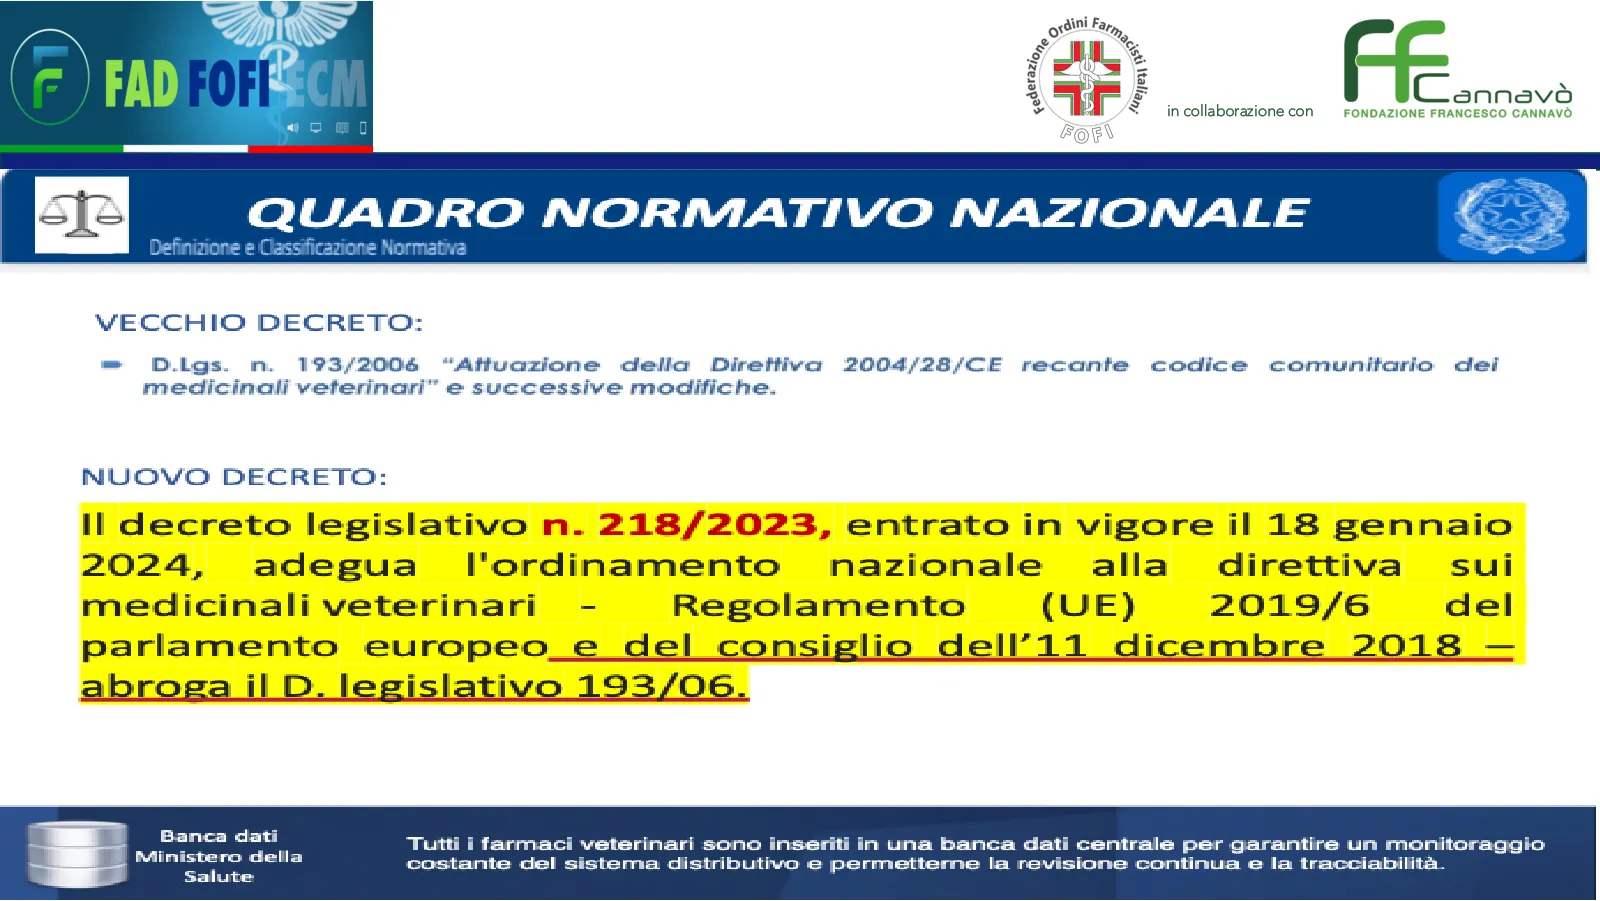 FAD FOFI ECM
Federazione Ordini Farmacisti Italiani
FOFI
in collaborazione con
FFC Cannavò
FONDAZIONE FRANCESCO CANNAVÒ
QUADRO NORMATIVO NAZIONALE
Definizione e Classificazione Normativa
VECCHIO DECRETO:
D.Lgs. n. 193/2006 “Attuazione della Direttiva 2004/28/CE recante codice comunitario dei
medicinali veterinari” e successive modifiche.
NUOVO DECRETO:
Il decreto legislativo n. 218/2023, entrato in vigore il 18 gennaio
2024, adegua l'ordinamento nazionale alla direttiva sui
medicinali veterinari - Regolamento (UE) 2019/6 del
parlamento europeo e del consiglio dell’11 dicembre 2018 –
abroga il D. legislativo 193/06.
Banca dati
Ministero della
Salute
Tutti i farmaci veterinari sono inseriti in una banca dati centrale per garantire un monitoraggio
costante del sistema distributivo e permetterne la revisione continua e la tracciabilità.